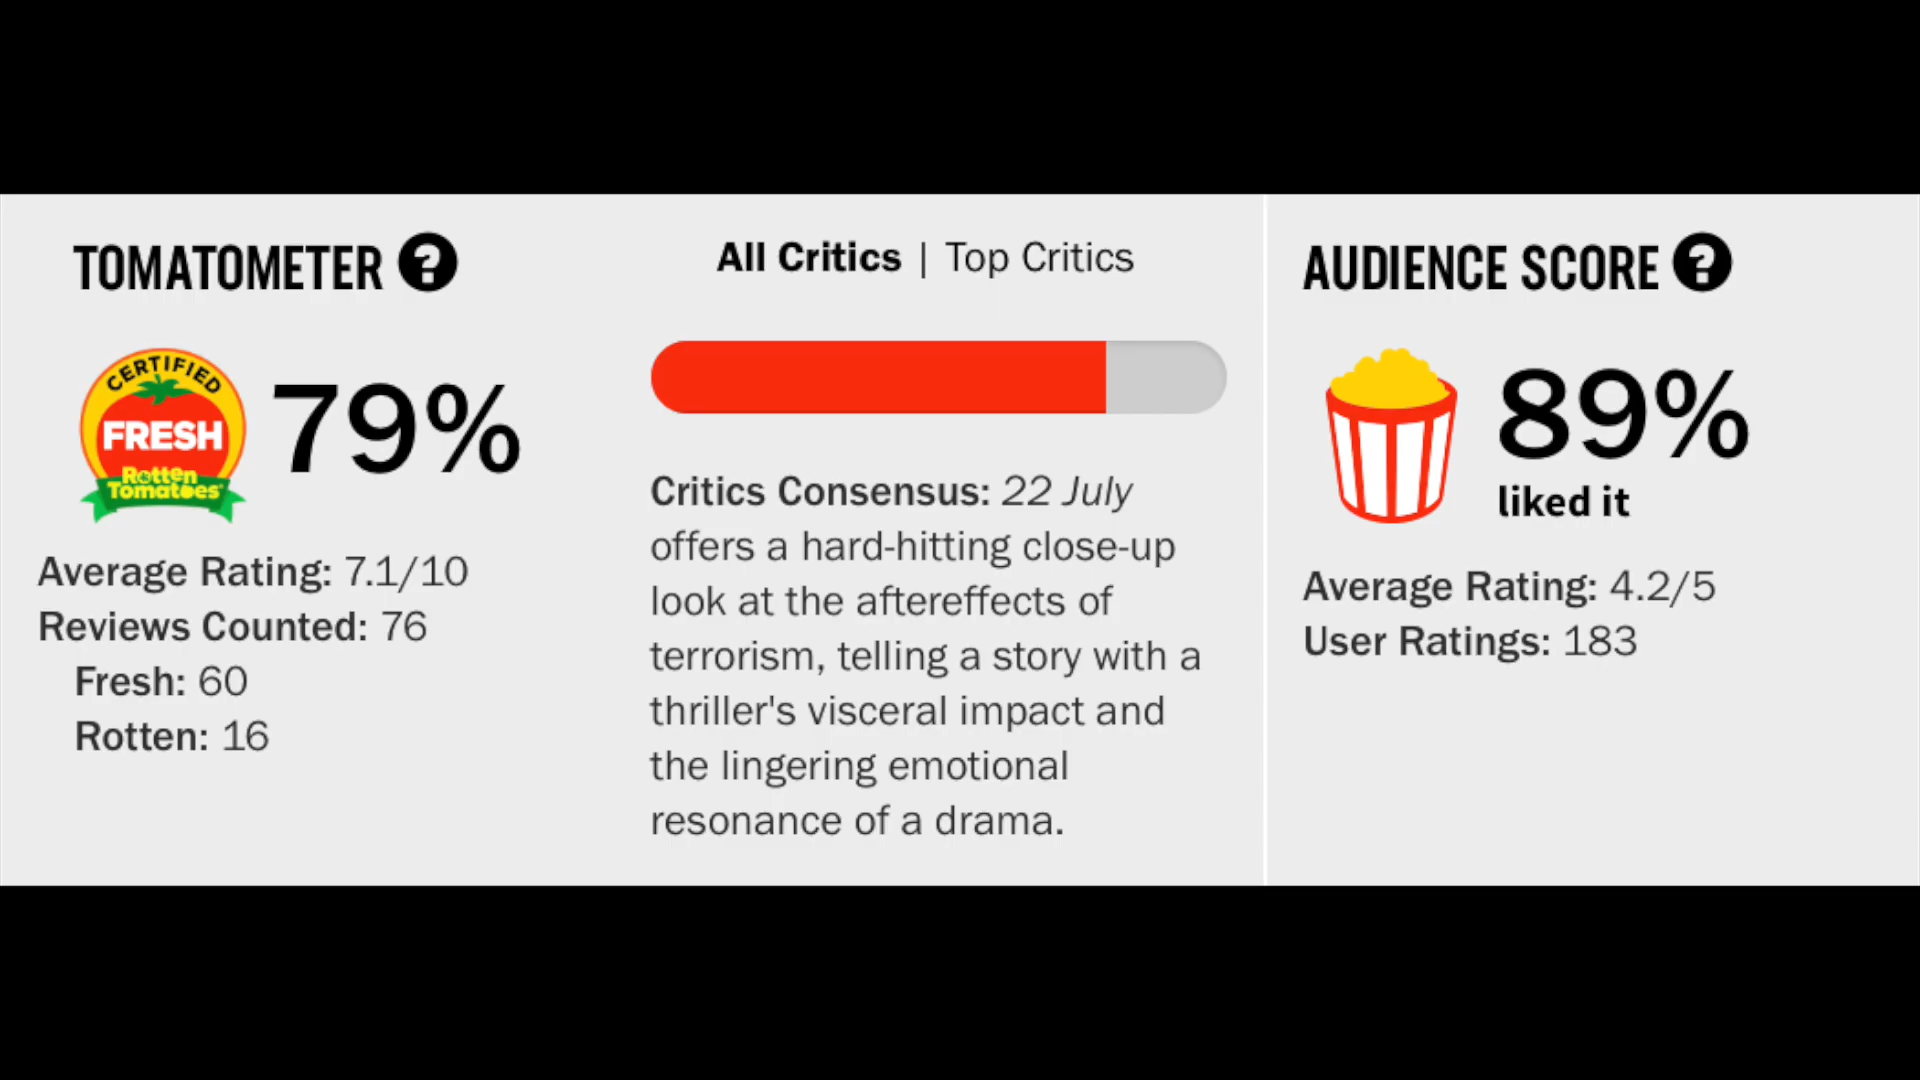 TOMATOMETER ?
CERTIFIED
FRESH
Rotten
Tomatoes
79%
Average Rating: 7.1/10
Reviews Counted: 76
Fresh: 60
Rotten: 16
All Critics | Top Critics
Critics Consensus: 22 July
offers a hard-hitting close-up
look at the aftereffects of
terrorism, telling a story with a
thriller's visceral impact and
the lingering emotional
resonance of a drama.
AUDIENCE SCORE ?
89%
liked it
Average Rating: 4.2/5
User Ratings: 183